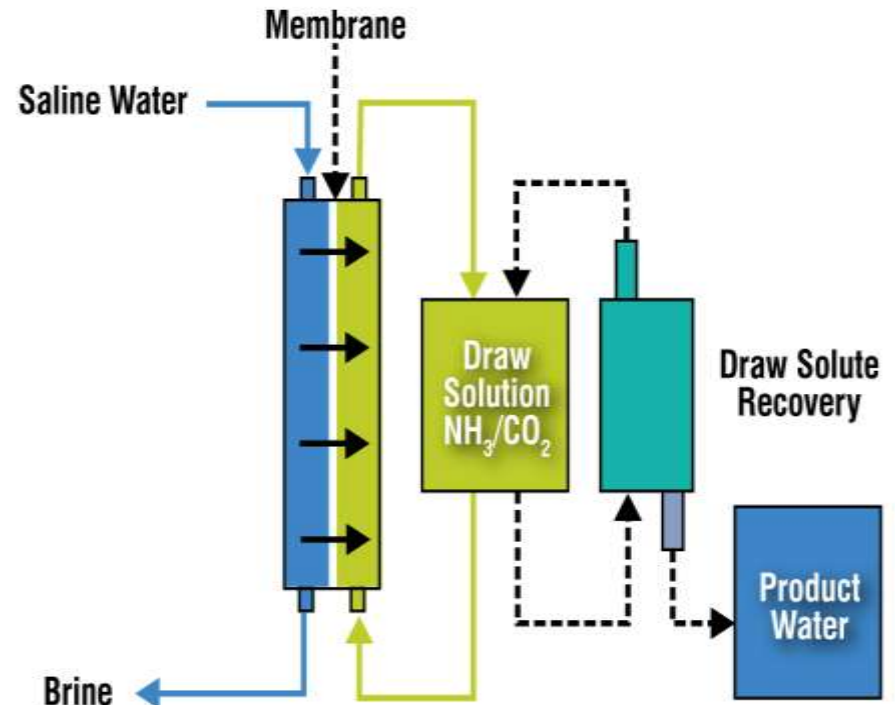 Membrane
Saline Water
Draw
Solution
NH₃/CO₂
Draw Solute
Recovery
Product
Water
Brine